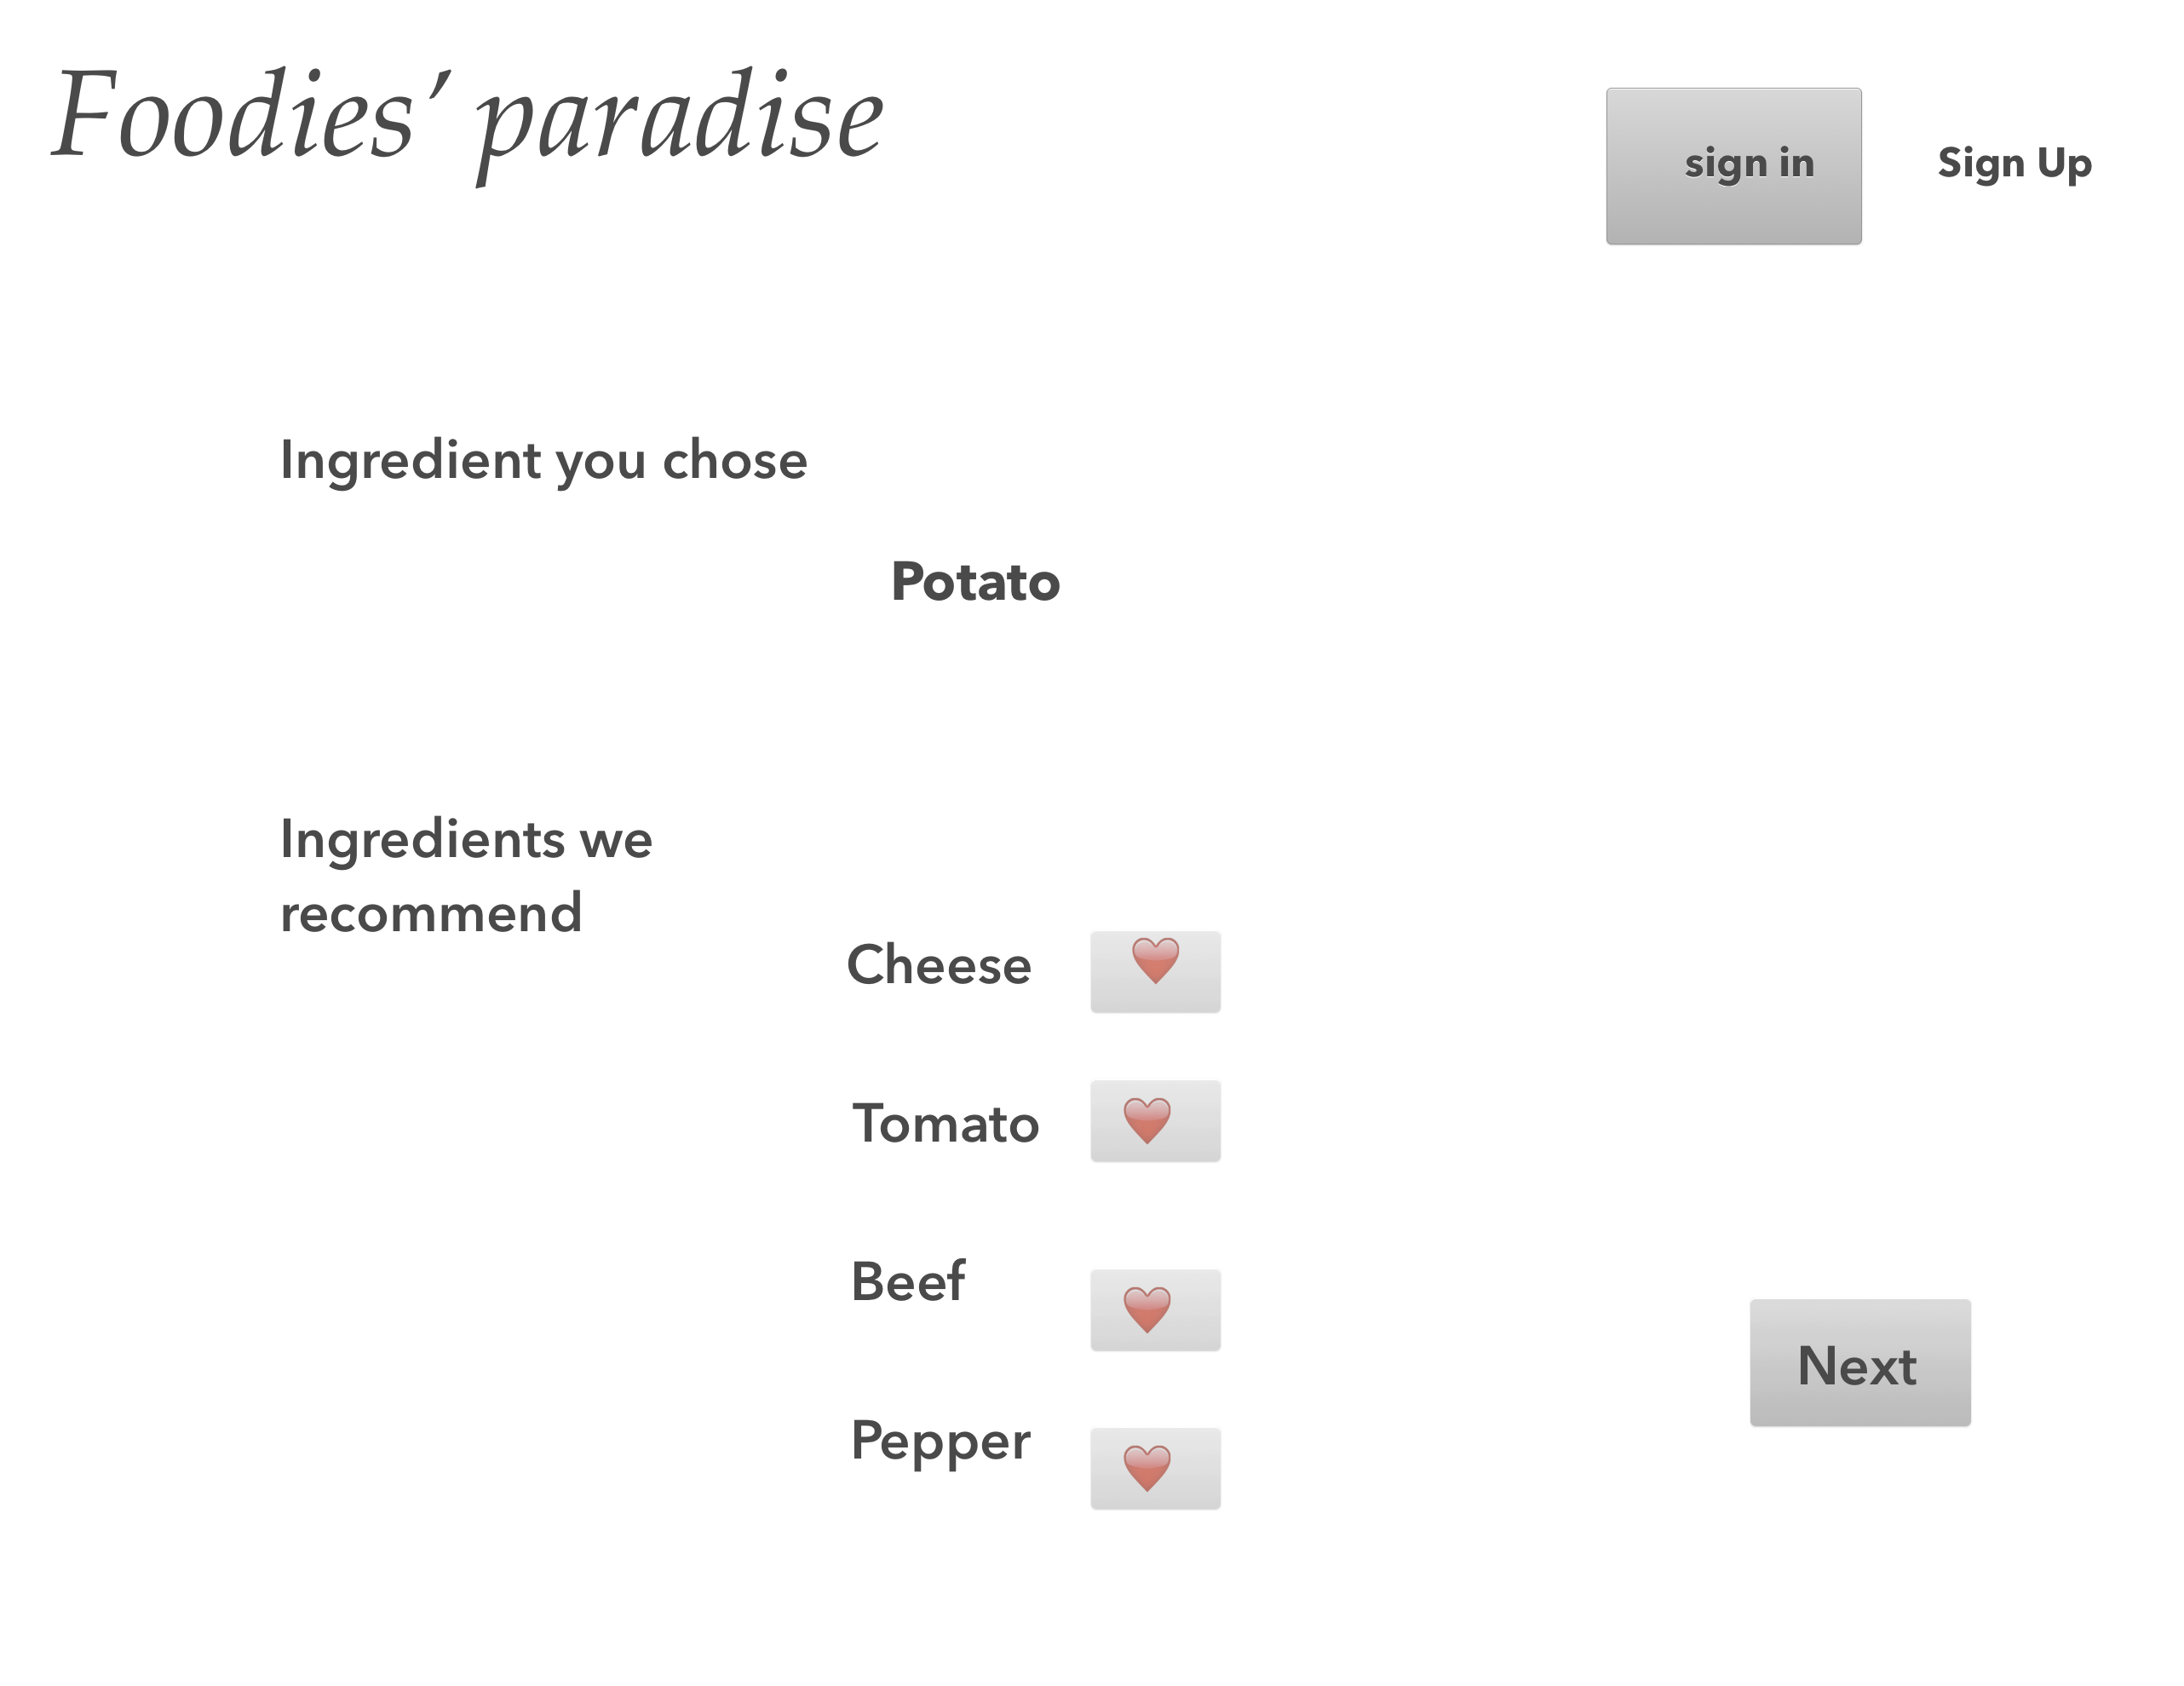 Foodies’ paradise
sign in
Sign Up
Ingredient you chose
Potato
Ingredients we
recommend
Cheese
Tomato
Beef
Next
Pepper